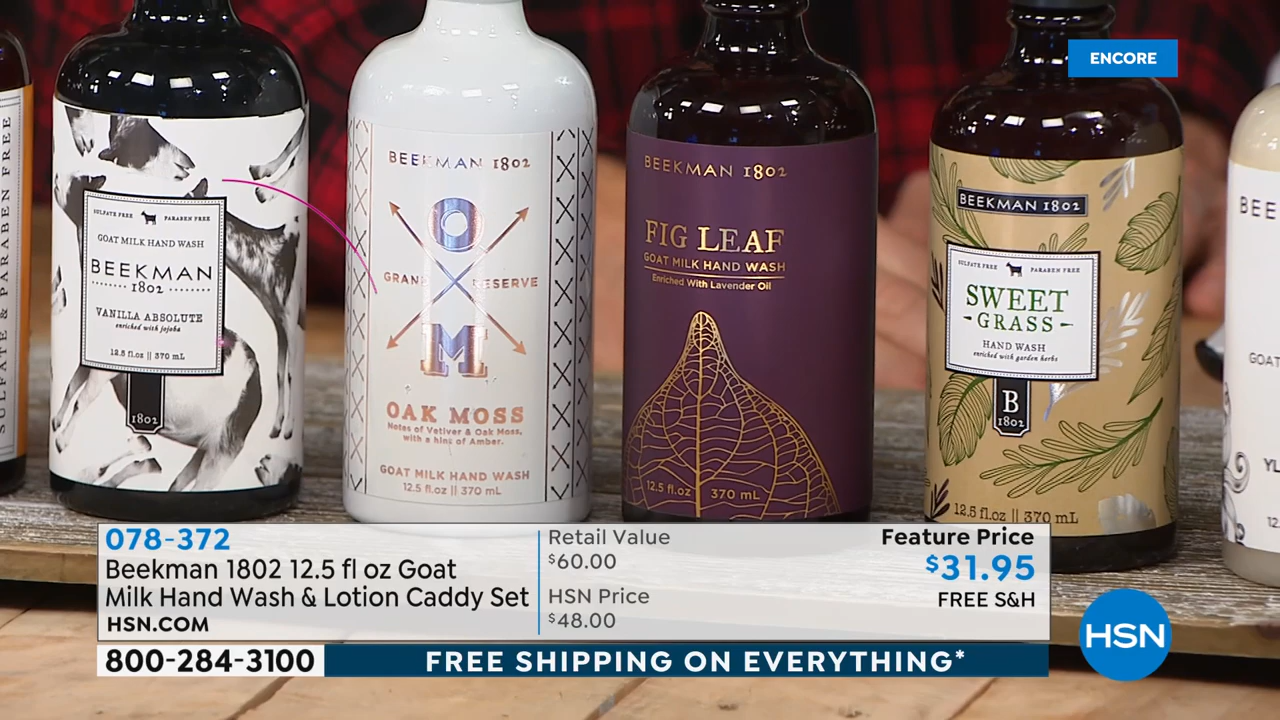 ENCORE
SULFATE & PARABEN FREE
SULFATE FREE PARABEN FREE
GOAT MILK HAND WASH
BEEKMAN
1802
VANILLA ABSOLUTE
enriched with jojoba
12.5 fl.oz || 370 mL
1802
BEEKMAN 1802
O
GRAND RESERVE
M
OAK MOSS
Notes of Vetiver & Oak Moss,
with a hint of Amber.
GOAT MILK HAND WASH
12.5 fl.oz || 370 mL
BEEKMAN 1802
FIG LEAF
GOAT MILK HAND WASH
Enriched With Lavender Oil
12.5 fl.oz 370 mL
BEEKMAN 1802
SULFATE FREE PARABEN FREE
SWEET
GRASS
HAND WASH
enriched with garden herbs
B
1802
12.5 fl.oz || 370 mL
BEE
GOAT
YL
12.
078-372
Beekman 1802 12.5 fl oz Goat
Milk Hand Wash & Lotion Caddy Set
HSN.COM
Retail Value
$60.00
HSN Price
$48.00
Feature Price
$31.95
FREE S&H
HSN
800-284-3100
FREE SHIPPING ON EVERYTHING*